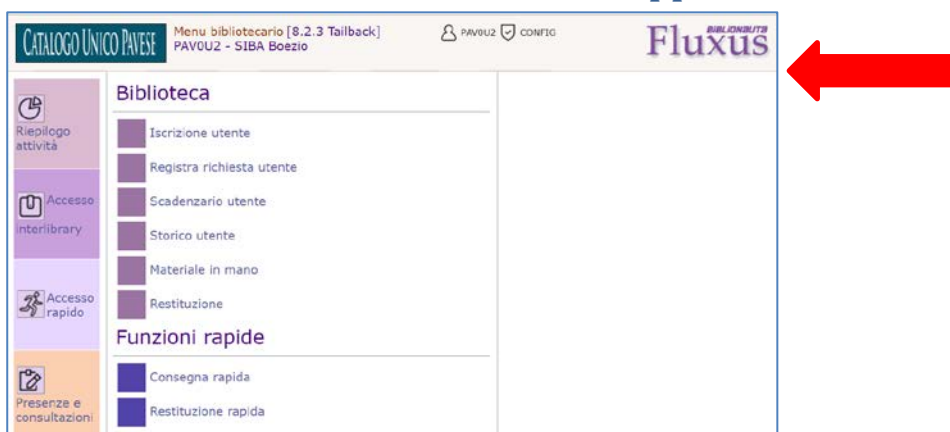 CATALOGO UNICO PAVESE
Menu bibliotecario [8.2.3 Tailback]
PAV0U2 - SIBA Boezio
PAV0U2 CONFIG
BIBLIONAUTA
Fluxus
Riepilogo
attività
Accesso
interlibrary
Accesso
rapido
Presenze e
consultazioni
Biblioteca
Iscrizione utente
Registra richiesta utente
Scadenzario utente
Storico utente
Materiale in mano
Restituzione
Funzioni rapide
Consegna rapida
Restituzione rapida